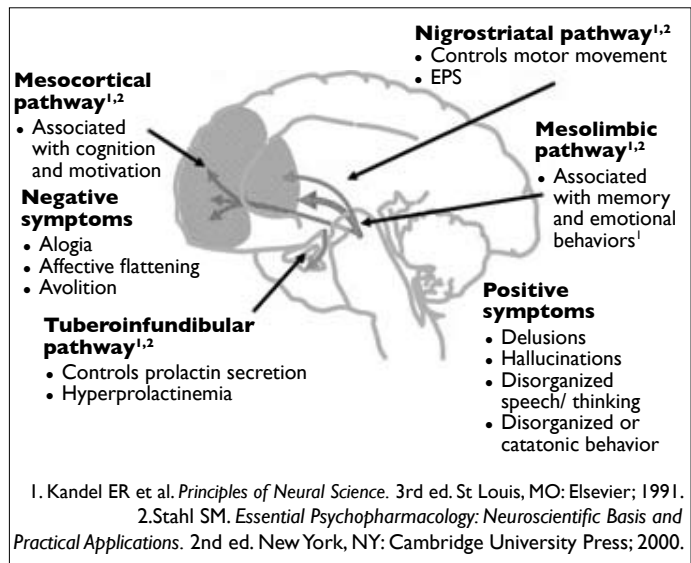 Nigrostriatal pathway1,2
• Controls motor movement
• EPS
Mesocortical
pathway1,2
• Associated
with cognition
and motivation
Negative
symptoms
• Alogia
• Affective flattening
• Avolition
Mesolimbic
pathway1,2
• Associated
with memory
and emotional
behaviors1
Tuberoinfundibular
pathway1,2
• Controls prolactin secretion
• Hyperprolactinemia
Positive
symptoms
• Delusions
• Hallucinations
• Disorganized
speech/ thinking
• Disorganized or
catatonic behavior
1. Kandel ER et al. Principles of Neural Science. 3rd ed. St Louis, MO: Elsevier; 1991.
2.Stahl SM. Essential Psychopharmacology: Neuroscientific Basis and
Practical Applications. 2nd ed. New York, NY: Cambridge University Press; 2000.